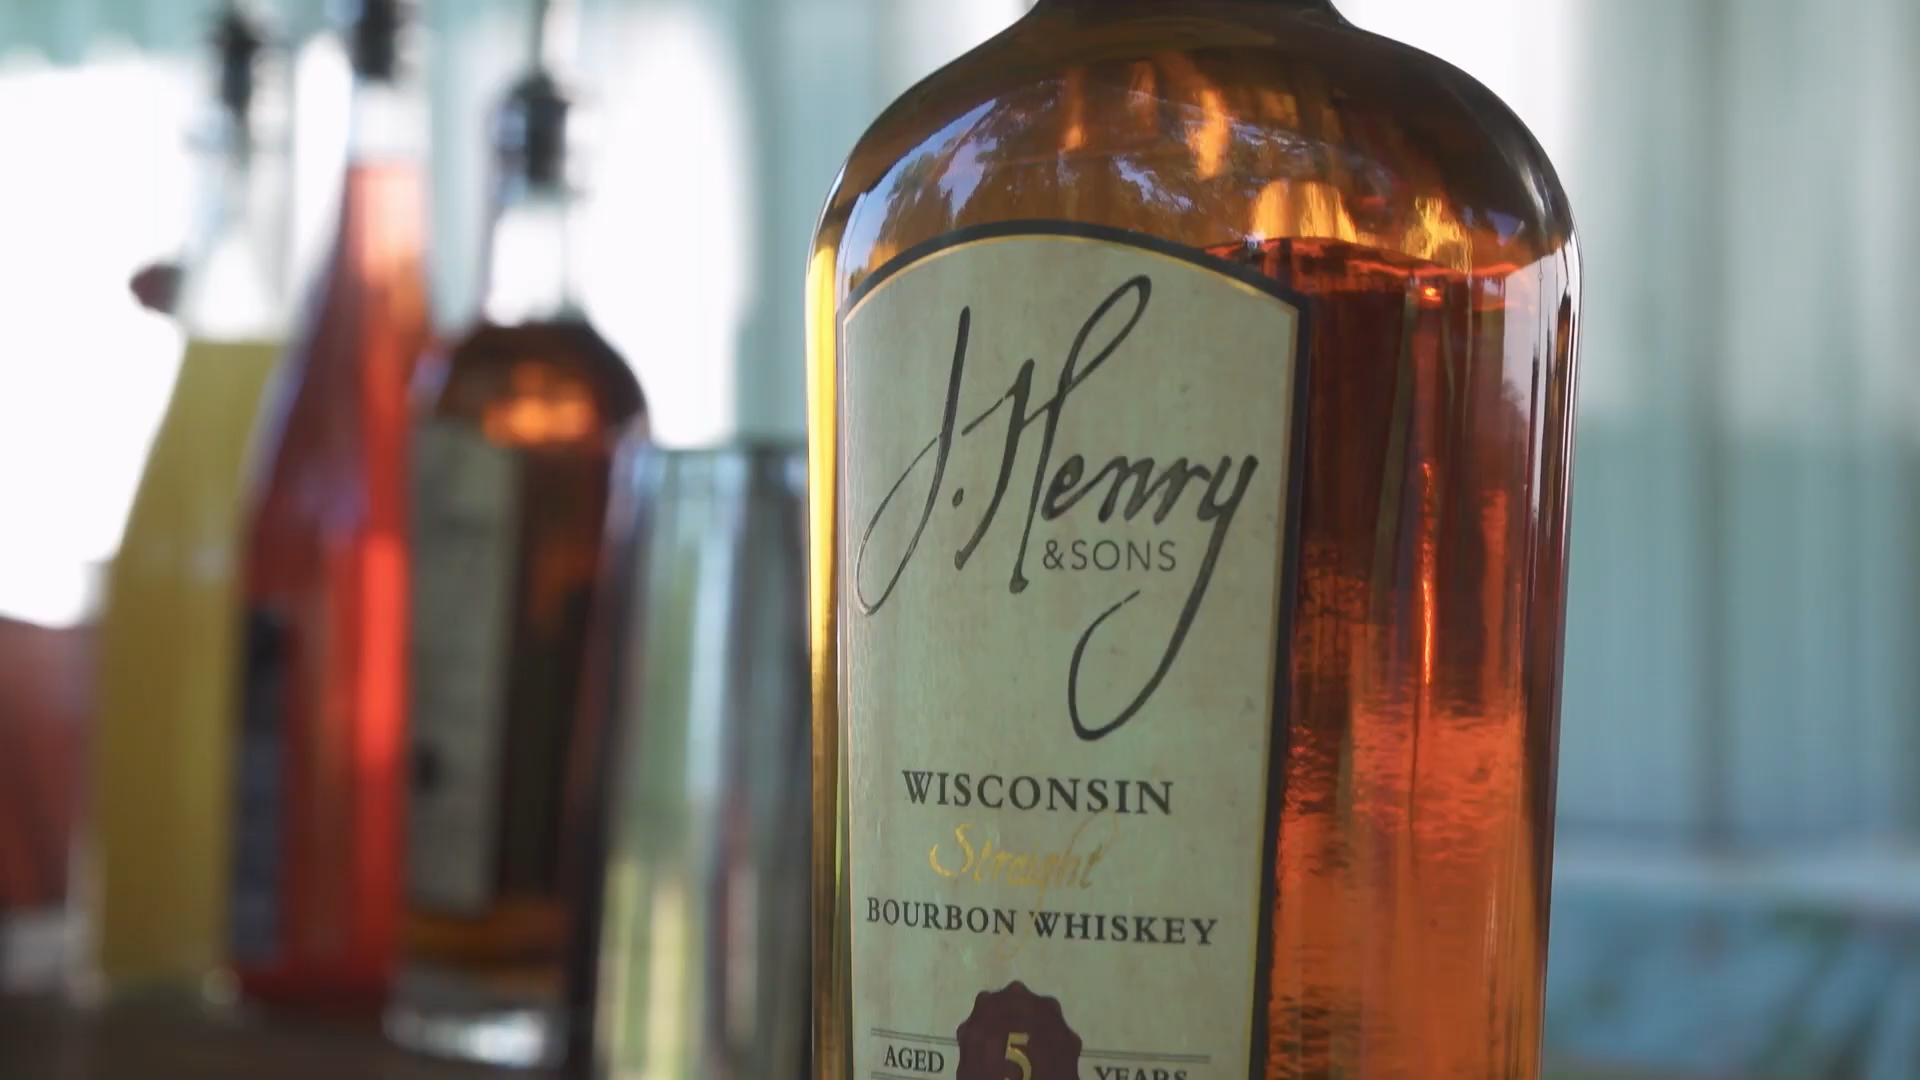 J. Henry
&SONS
WISCONSIN
Straight
BOURBON WHISKEY
AGED 5 YEARS